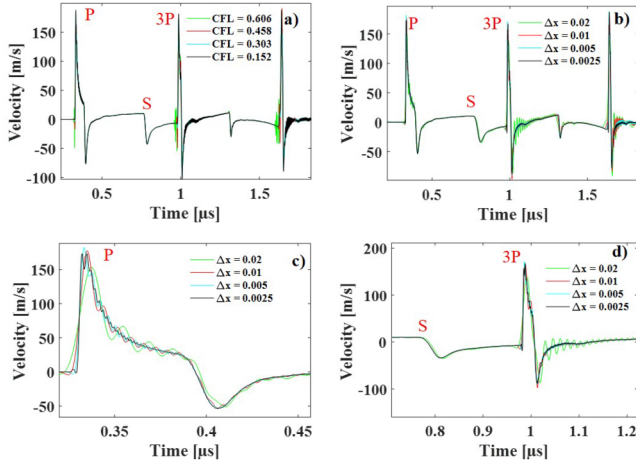 P
3P
S
a)
CFL = 0.606
CFL = 0.458
CFL = 0.303
CFL = 0.152
150
100
50
0
-50
-100
Velocity [m/s]
0.5
1
1.5
Time [µs]
P
3P
S
b)
Δx = 0.02
Δx = 0.01
Δx = 0.005
Δx = 0.0025
150
100
50
0
-50
Velocity [m/s]
0.5
1
1.5
Time [µs]
P
c)
Δx = 0.02
Δx = 0.01
Δx = 0.005
Δx = 0.0025
150
100
50
0
-50
Velocity [m/s]
0.35
0.4
0.45
Time [µs]
S
3P
d)
Δx = 0.02
Δx = 0.01
Δx = 0.005
Δx = 0.0025
200
100
0
-100
Velocity [m/s]
0.8
0.9
1
1.1
1.2
Time [µs]